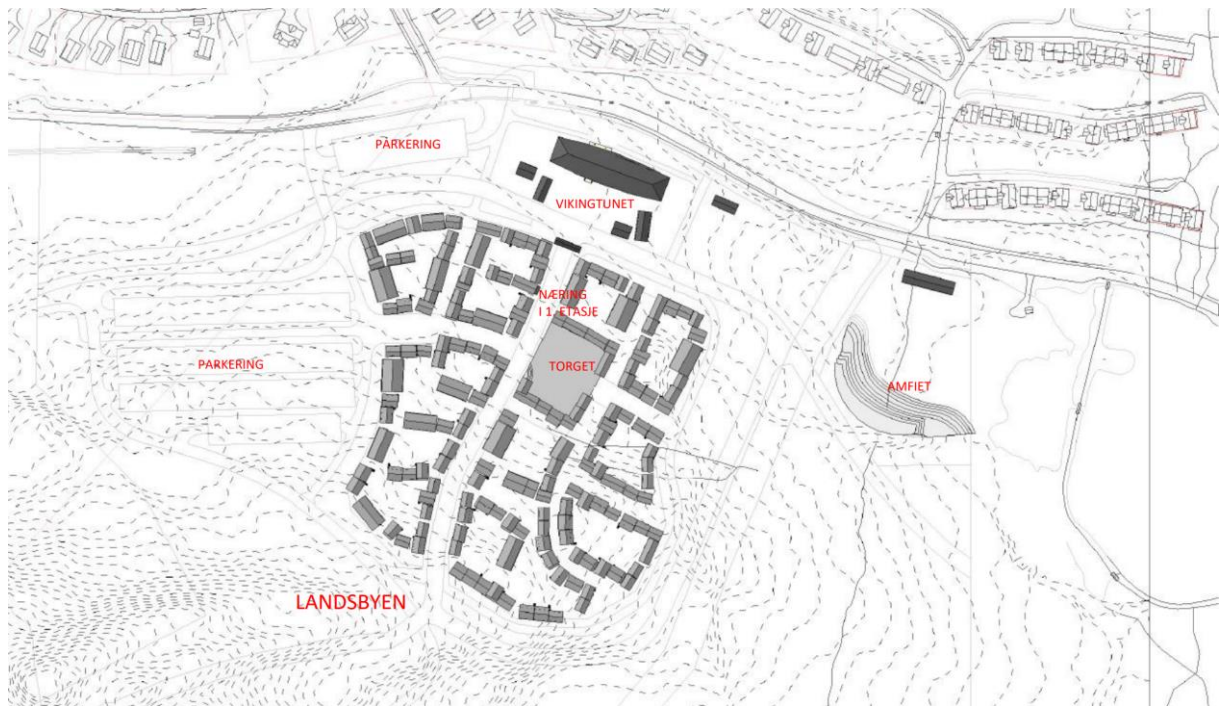 PARKERING
VIKINGTUNET
NÆRING
I 1. ETASJE
TORGET
PARKERING
AMFIET
LANDSBYEN